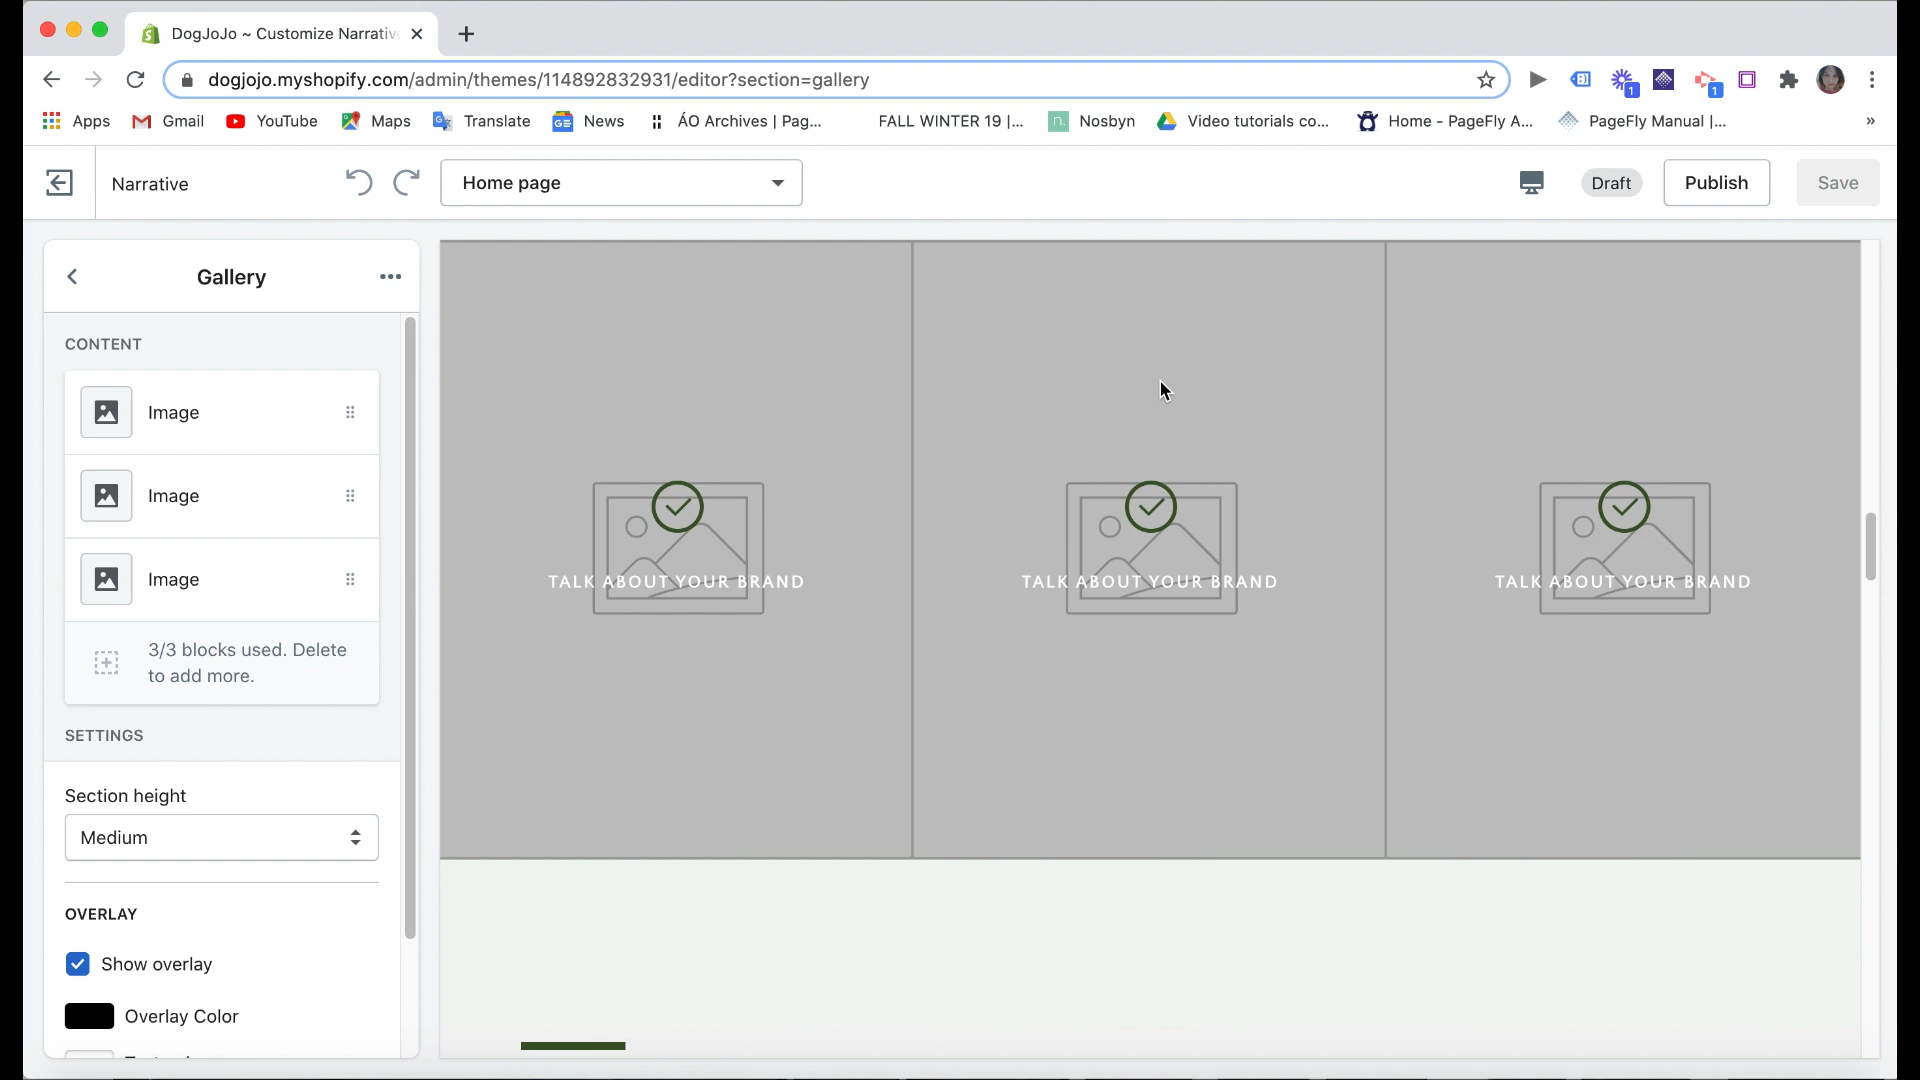 DogJoJo ~ Customize Narrativ
dogjojo.myshopify.com/admin/themes/114892832931/editor?section=gallery
1
1
Apps
Gmail
YouTube
Maps
Translate
News
ÁO Archives | Pag...
FALL WINTER 19 |...
n.
Nosbyn
Video tutorials co...
Home - PageFly A...
PageFly Manual |...
»
Narrative
Home page
Draft
Publish
Save
Gallery
CONTENT
Image
Image
Image
3/3 blocks used. Delete
to add more.
SETTINGS
Section height
Medium
OVERLAY
Show overlay
Overlay Color
TALK ABOUT YOUR BRAND
TALK ABOUT YOUR BRAND
TALK ABOUT YOUR BRAND